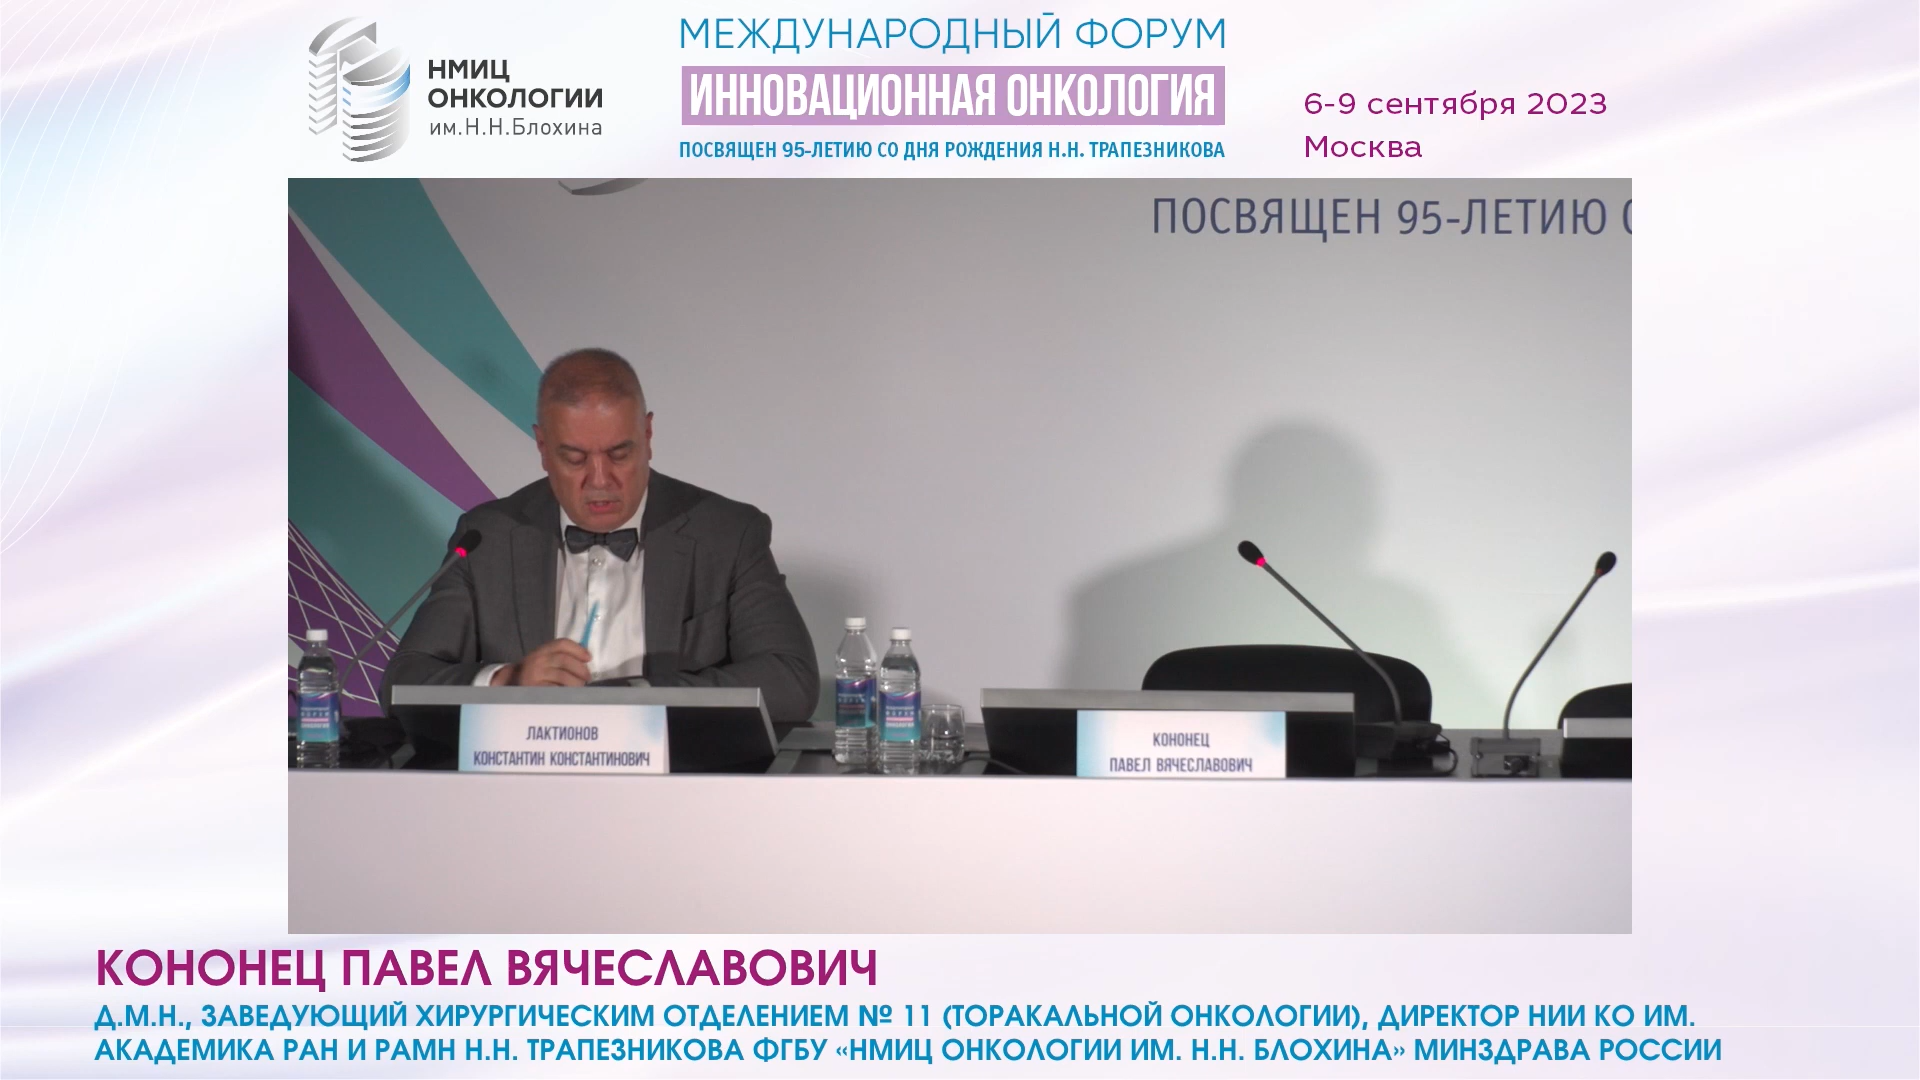 НМИЦ
ОНКОЛОГИИ
им.Н.Н.Блохина
МЕЖДУНАРОДНЫЙ ФОРУМ
ИННОВАЦИОННАЯ ОНКОЛОГИЯ
ПОСВЯЩЕН 95-ЛЕТИЮ СО ДНЯ РОЖДЕНИЯ Н.Н. ТРАПЕЗНИКОВА
6-9 сентября 2023
Москва
ПОСВЯЩЕН 95-ЛЕТИЮ
ЛАКТИОНОВ
КОНСТАНТИН КОНСТАНТИНОВИЧ
КОНОНЕЦ
ПАВЕЛ ВЯЧЕСЛАВОВИЧ
КОНОНЕЦ ПАВЕЛ ВЯЧЕСЛАВОВИЧ
Д.М.Н., ЗАВЕДУЮЩИЙ ХИРУРГИЧЕСКИМ ОТДЕЛЕНИЕМ № 11 (ТОРАКАЛЬНОЙ ОНКОЛОГИИ), ДИРЕКТОР НИИ КО ИМ.
АКАДЕМИКА РАН И РАМН Н.Н. ТРАПЕЗНИКОВА ФГБУ «НМИЦ ОНКОЛОГИИ ИМ. Н.Н. БЛОХИНА» МИНЗДРАВА РОССИИ